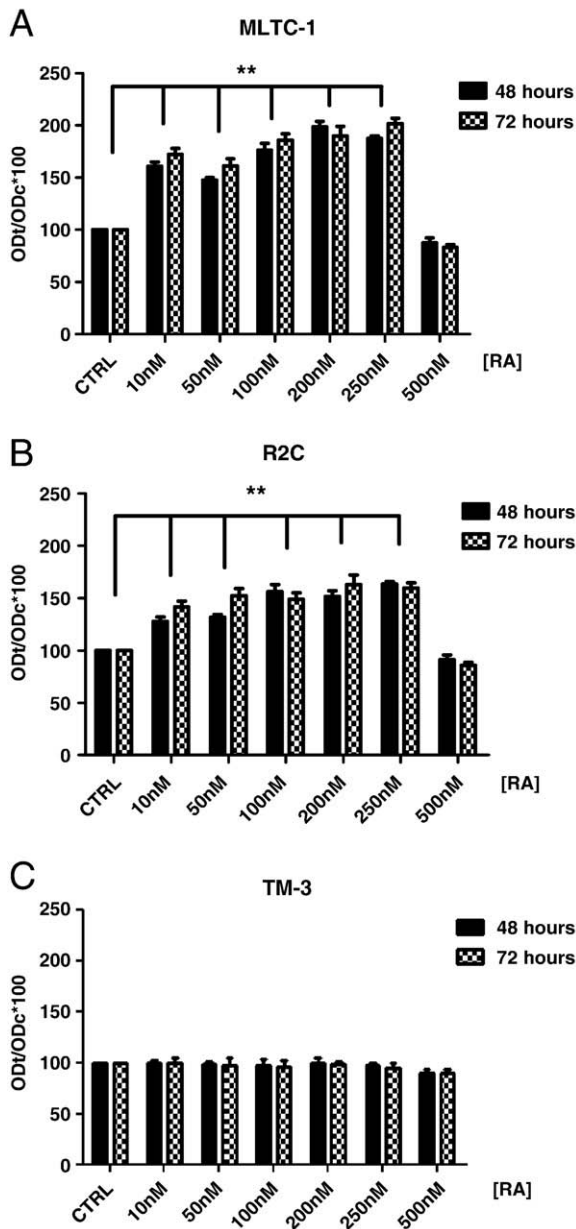 A
MLTC-1
**
48 hours
72 hours
ODt/ODc*100
250
200
150
100
50
0
CTRL
10nM
50nM
100nM
200nM
250nM
500nM
[RA]
B
R2C
**
48 hours
72 hours
ODt/ODc*100
250
200
150
100
50
0
CTRL
10nM
50nM
100nM
200nM
250nM
500nM
[RA]
C
TM-3
48 hours
72 hours
ODt/ODc*100
250
200
150
100
50
0
CTRL
10nM
50nM
100nM
200nM
250nM
500nM
[RA]